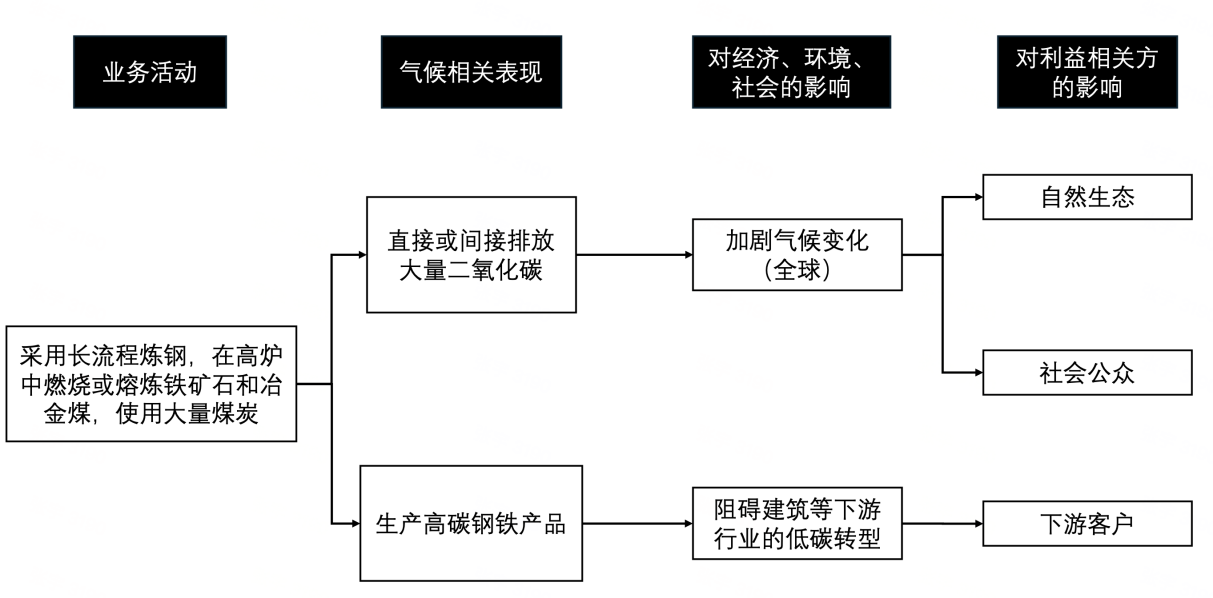 业务活动
气候相关表现
对经济、环境、
社会的影响
对利益相关方
的影响
采用长流程炼钢，在高炉
中燃烧或熔炼铁矿石和冶
金煤，使用大量煤炭
直接或间接排放
大量二氧化碳
加剧气候变化
（全球）
自然生态
社会公众
生产高碳钢铁产品
阻碍建筑等下游
行业的低碳转型
下游客户